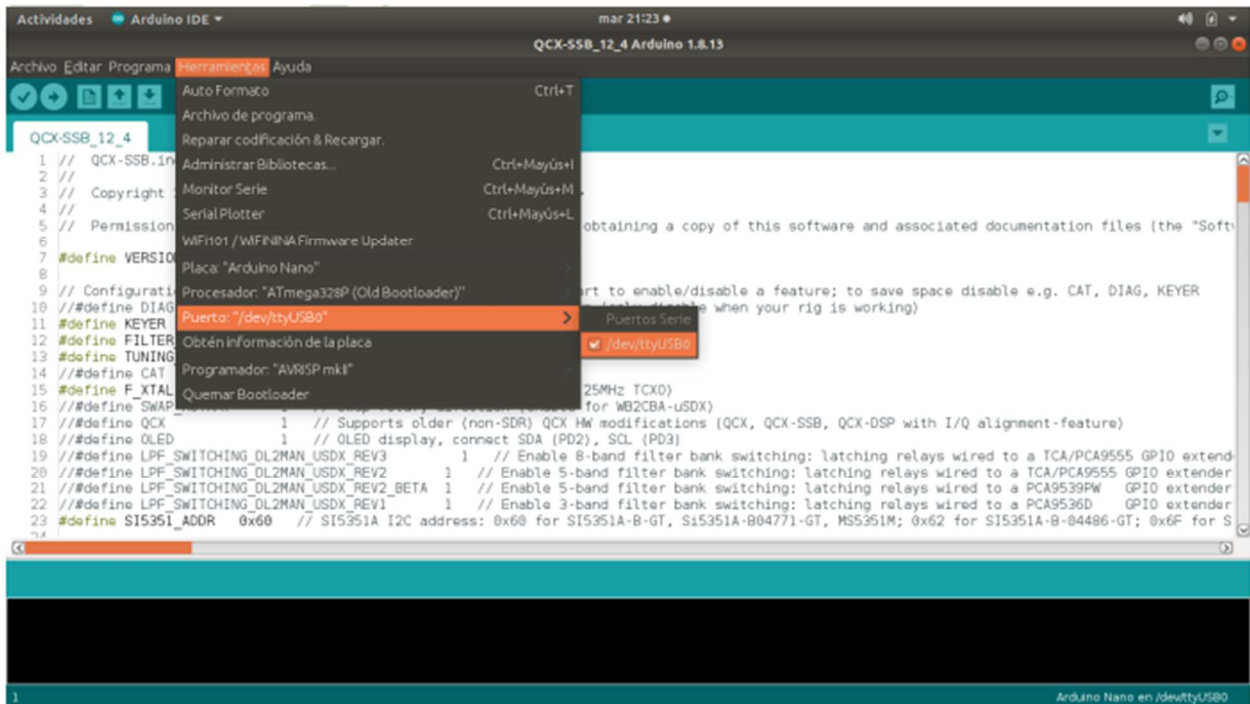 Actividades Arduino IDE mar 21:23
QCX-SSB_12_4 Arduino 1.8.13
Archivo Editar Programa Herramientas Ayuda
Auto Formato Ctrl+T
Archivo de programa.
Reparar codificación & Recargar.
Administrar Bibliotecas... Ctrl+Mayús+I
Monitor Serie Ctrl+Mayús+M
Serial Plotter Ctrl+Mayús+L
WiFi101 / WiFiNINA Firmware Updater
Placa: "Arduino Nano"
Procesador: "ATmega328P (Old Bootloader)"
Puerto: "/dev/ttyUSB0"
Obtén información de la placa
Programador: "AVRISP mkII"
Quemar Bootloader
Puertos Serie
/dev/ttyUSB0
QCX-SSB_12_4
1 // QCX-SSB.in
2 //
3 // Copyright
4 //
5 // Permission obtaining a copy of this software and associated documentation files (the "Soft
6
7 #define VERSIO
8
9 // Configurati rt to enable/disable a feature; to save space disable e.g. CAT, DIAG, KEYER
10 //#define DIAG when your rig is working)
11 #define KEYER
12 #define FILTER
13 #define TUNING
14 //#define CAT
15 #define F_XTAL 25MHz TCXO)
16 //#define SWAP for WB2CBA-uSDX)
17 //#define QCX 1 // Supports older (non-SDR) QCX HW modifications (QCX, QCX-SSB, QCX-DSP with I/Q alignment-feature)
18 //#define OLED 1 // OLED display, connect SDA (PD2), SCL (PD3)
19 //#define LPF_SWITCHING_DL2MAN_USDX_REV3 1 // Enable 8-band filter bank switching: latching relays wired to a TCA/PCA9555 GPIO extend
20 //#define LPF_SWITCHING_DL2MAN_USDX_REV2 1 // Enable 5-band filter bank switching: latching relays wired to a TCA/PCA9555 GPIO extender
21 //#define LPF_SWITCHING_DL2MAN_USDX_REV2_BETA 1 // Enable 5-band filter bank switching: latching relays wired to a PCA9539PW GPIO extender
22 //#define LPF_SWITCHING_DL2MAN_USDX_REV1 1 // Enable 3-band filter bank switching: latching relays wired to a PCA9536D GPIO extender
23 #define SI5351_ADDR 0x60 // SI5351A I2C address: 0x60 for SI5351A-B-GT, Si5351A-B04771-GT, MS5351M; 0x62 for SI5351A-B-04486-GT; 0x6F for S
1 Arduino Nano en /dev/ttyUSB0